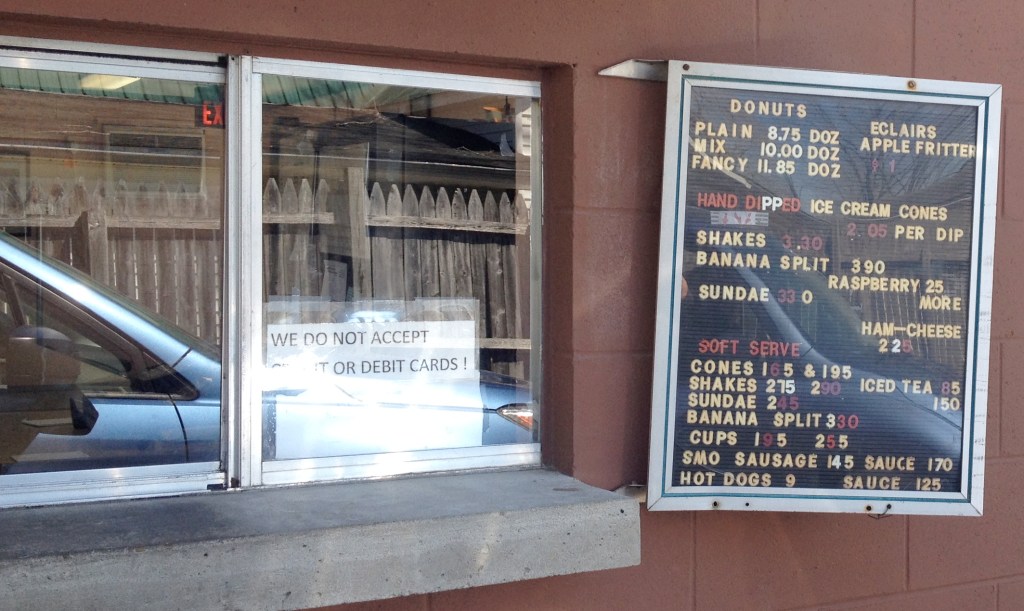 EX
WE DO NOT ACCEPT
OR DEBIT CARDS !
DONUTS
PLAIN 8.75 DOZ
MIX 10.00 DOZ
FANCY 11.85 DOZ
ECLAIRS
APPLE FRITTER
HAND DIPPED ICE CREAM CONES
2.05 PER DIP
SHAKES 3.30
BANANA SPLIT 390
RASPBERRY 25
MORE
SUNDAE 33 0
HAM-CHEESE
225
SOFT SERVE
CONES 165 & 195
SHAKES 275 290 ICED TEA 85
150
SUNDAE 245
BANANA SPLIT 330
CUPS 195 255
SMO SAUSAGE 145 SAUCE 170
HOT DOGS 9 SAUCE 125